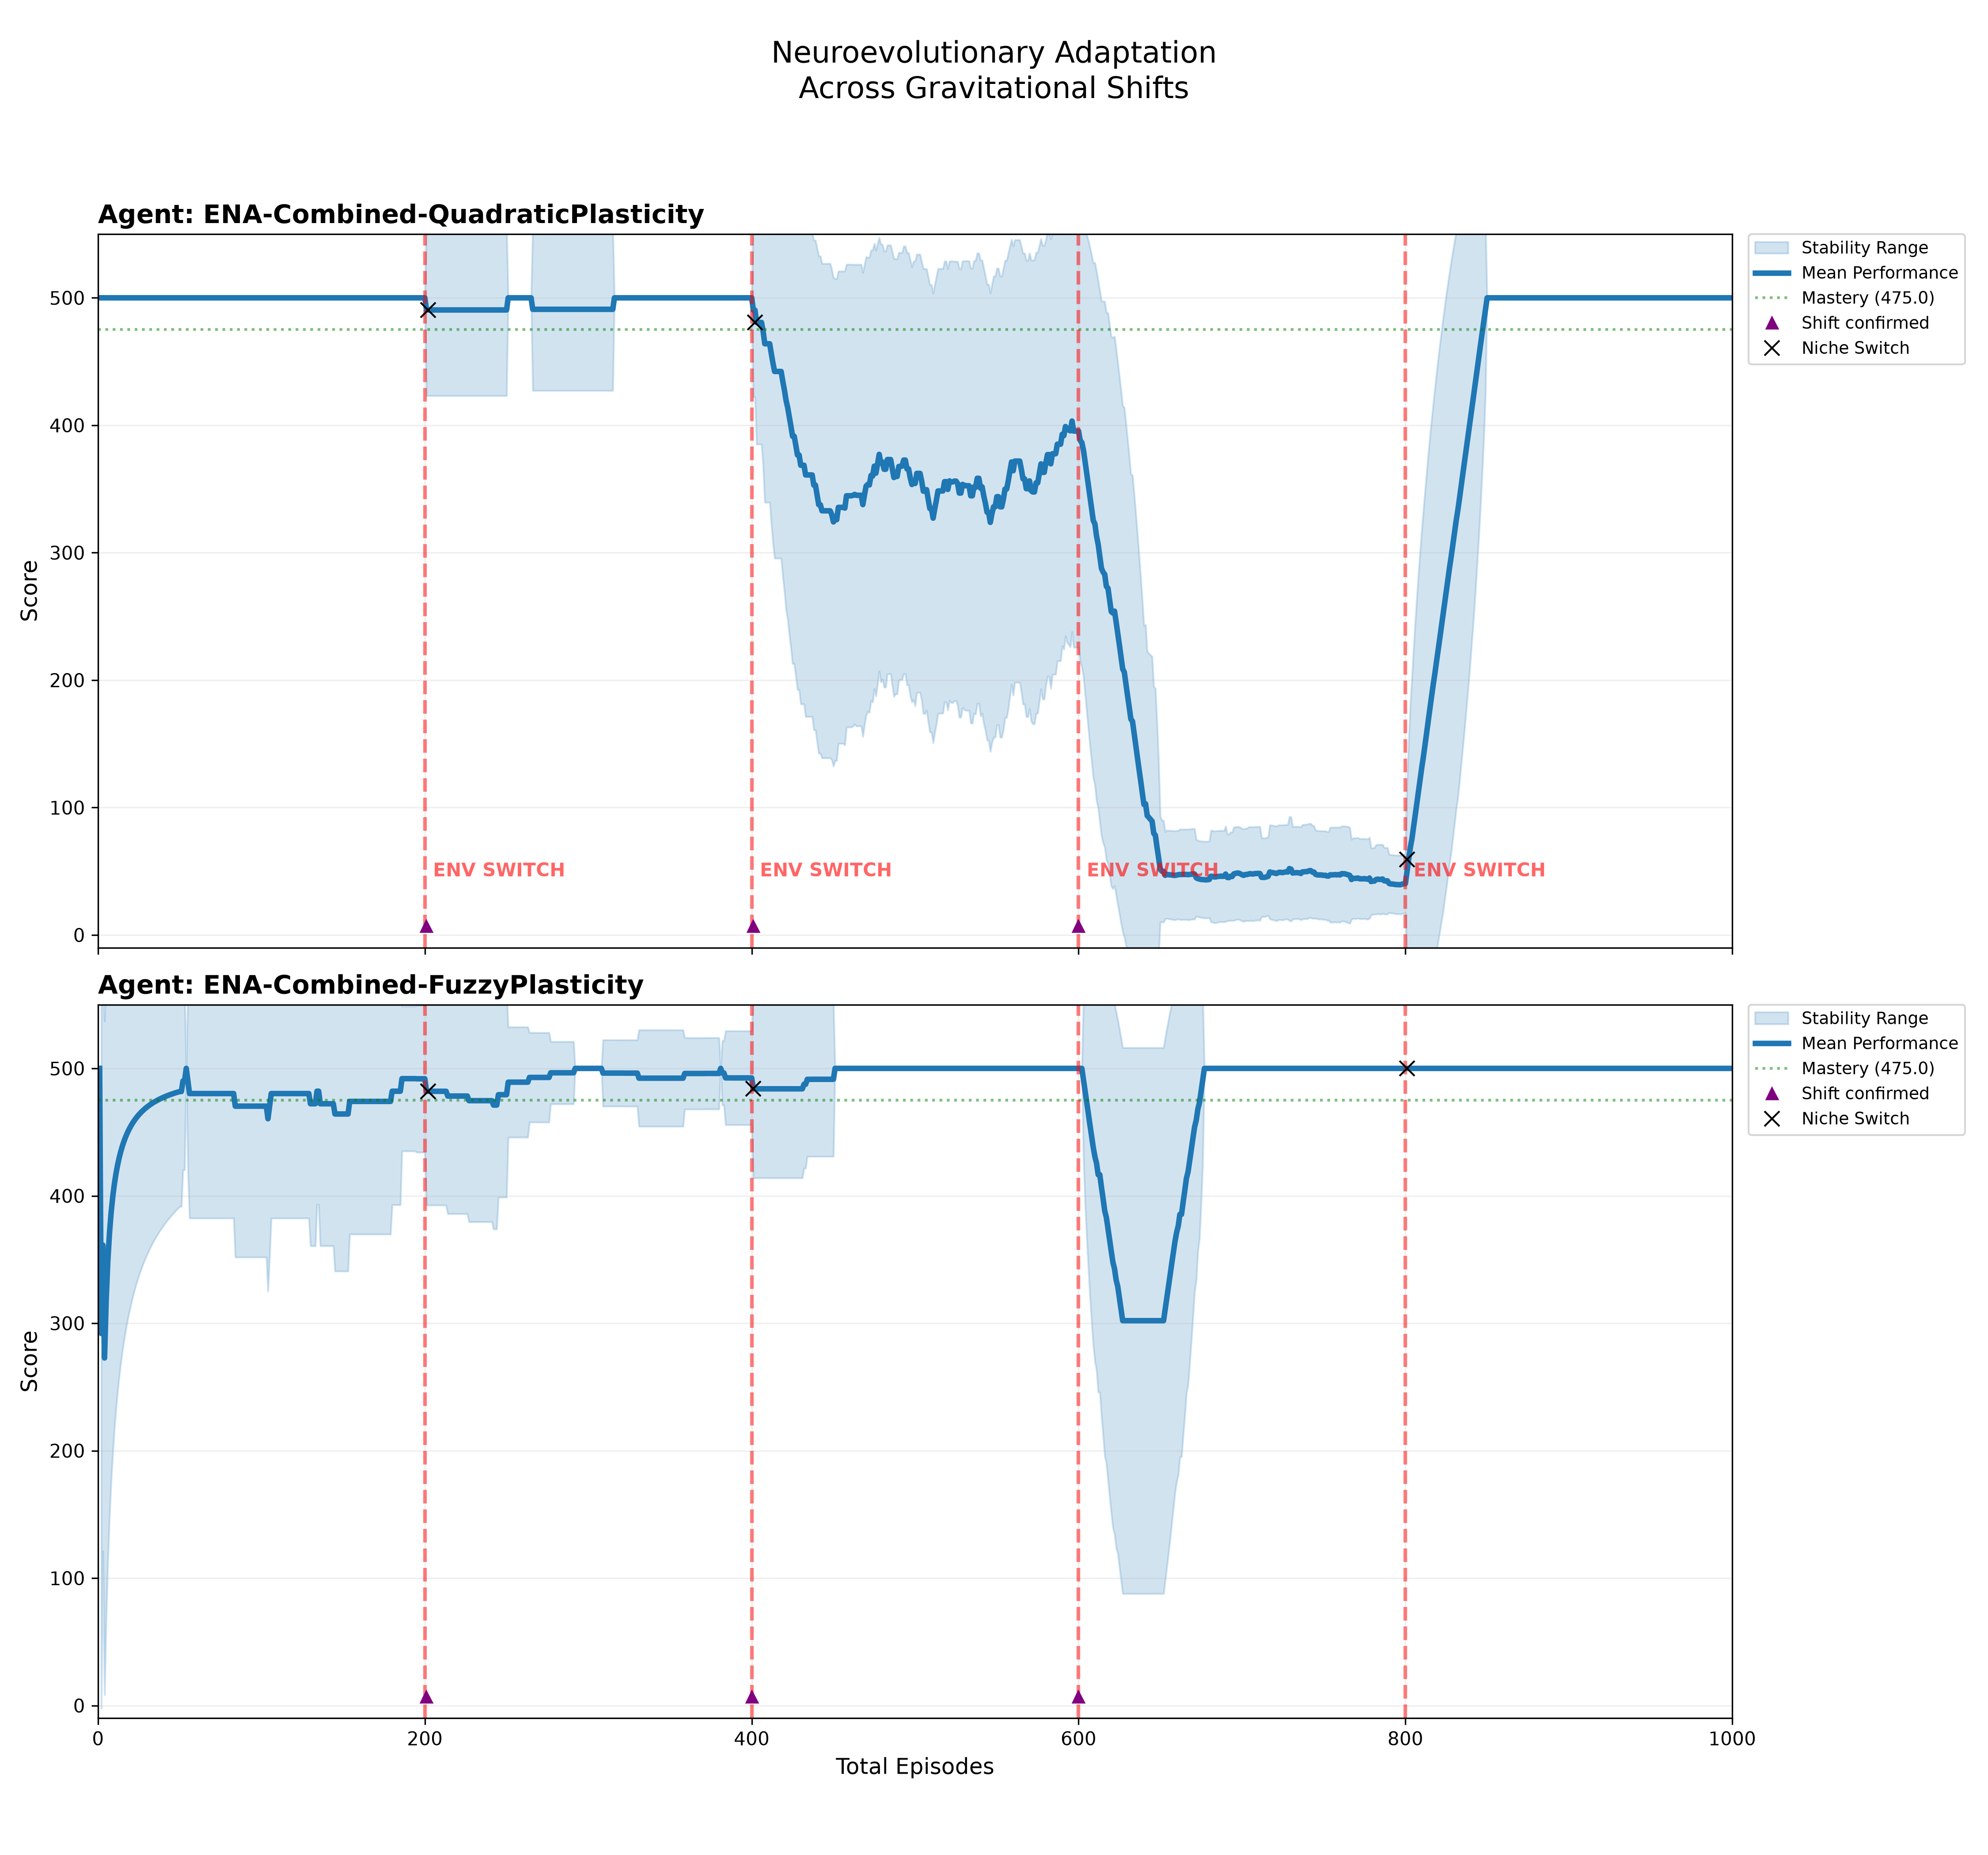 Neuroevolutionary Adaptation
Across Gravitational Shifts
Agent: ENA-Combined-QuadraticPlasticity
Score
500
400
300
200
100
0
ENV SWITCH
ENV SWITCH
ENV SWITCH
ENV SWITCH
Stability Range
Mean Performance
Mastery (475.0)
Shift confirmed
Niche Switch
Agent: ENA-Combined-FuzzyPlasticity
Score
500
400
300
200
100
0
Stability Range
Mean Performance
Mastery (475.0)
Shift confirmed
Niche Switch
0 200 400 600 800 1000
Total Episodes